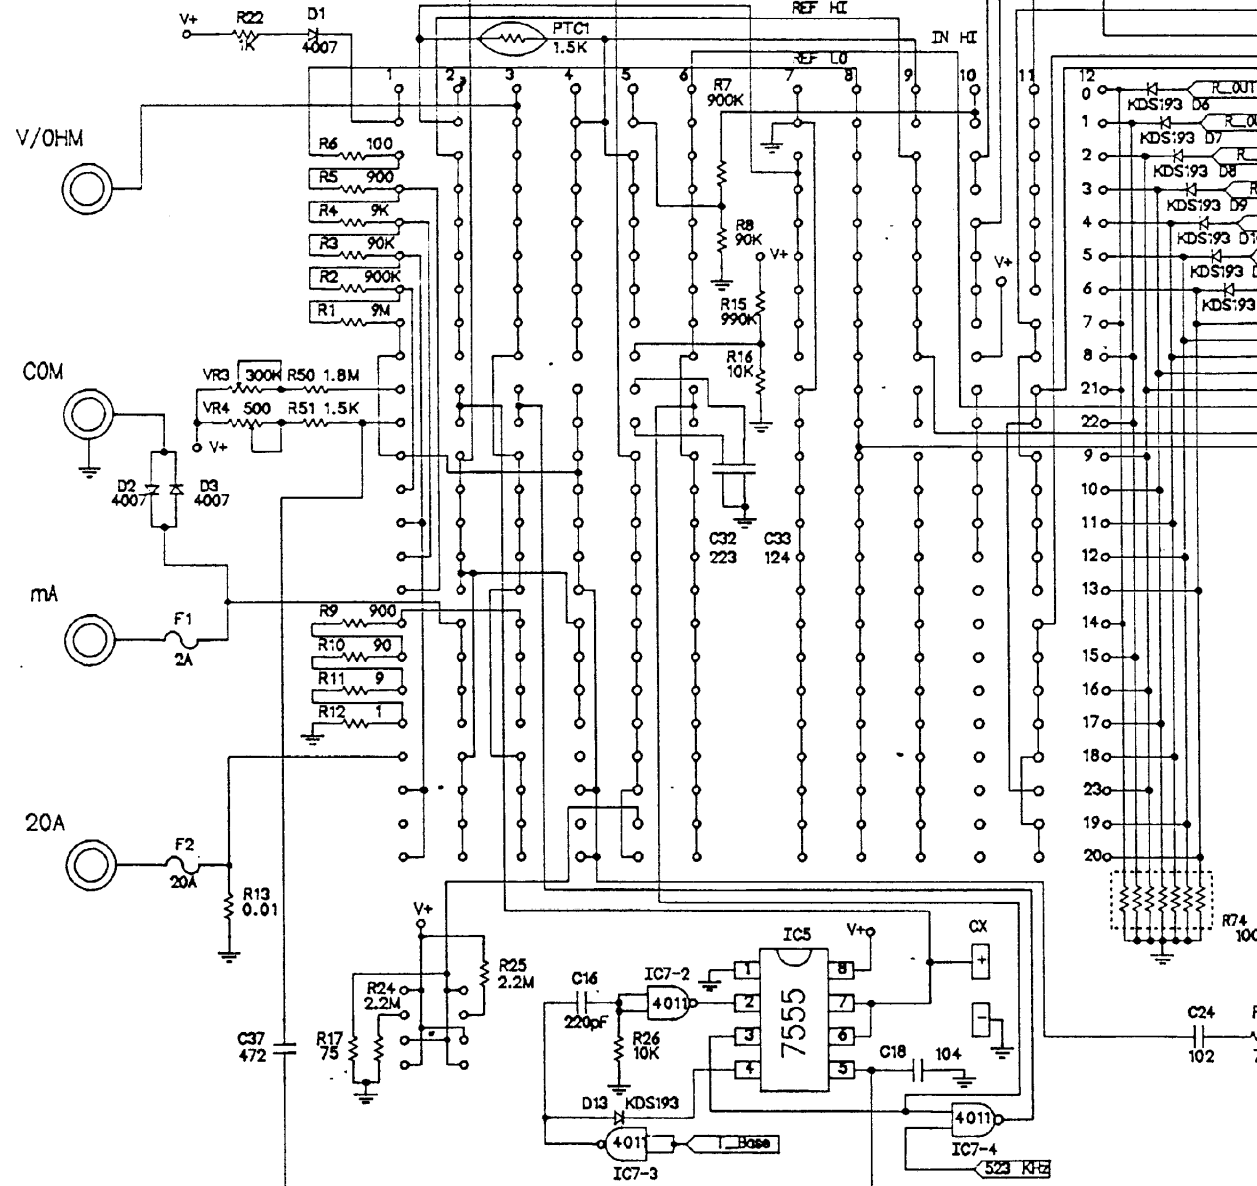 REF HI
V+ R22 D1
1K 4007
PTC1
1.5K
IN HI
REF LO
1 2 3 4 5 6 7 8 9 10 11 12
R7
900K
0
KDS193 D6
R_OUT
V/OHM
1
KDS193 D7
R6 100
2
KDS193 D8
R5 900
3
KDS193 D9
R4 9K
4
KDS193
R8
90K
R3 90K
5
KDS193
V+
V+
R2 900K
6
KDS193
R15
990K
R1 9M
7
8
R16
10K
COM
VR3 300K R50 1.8M
21
VR4 500 R51 1.5K
22
V+
9
D2
4007
D3
4007
10
11
C32
223
C33
124
12
13
mA
F1
2A
R9 900
14
R10 90
15
R11 9
16
R12 1
17
18
23
20A
F2
20A
19
20
R13
0.01
V+
R74
IC5
V+
CX
+
-
R25
2.2M
R24
2.2M
C16
220pF
IC7-2
4011
1 2 3 4
7555
8 7 6 5
C37
472
R17
75
R26
10K
C18 104
C24
102
D13 KDS193
4011
IC7-4
4011
IC7-3
T_Base
523 KHz